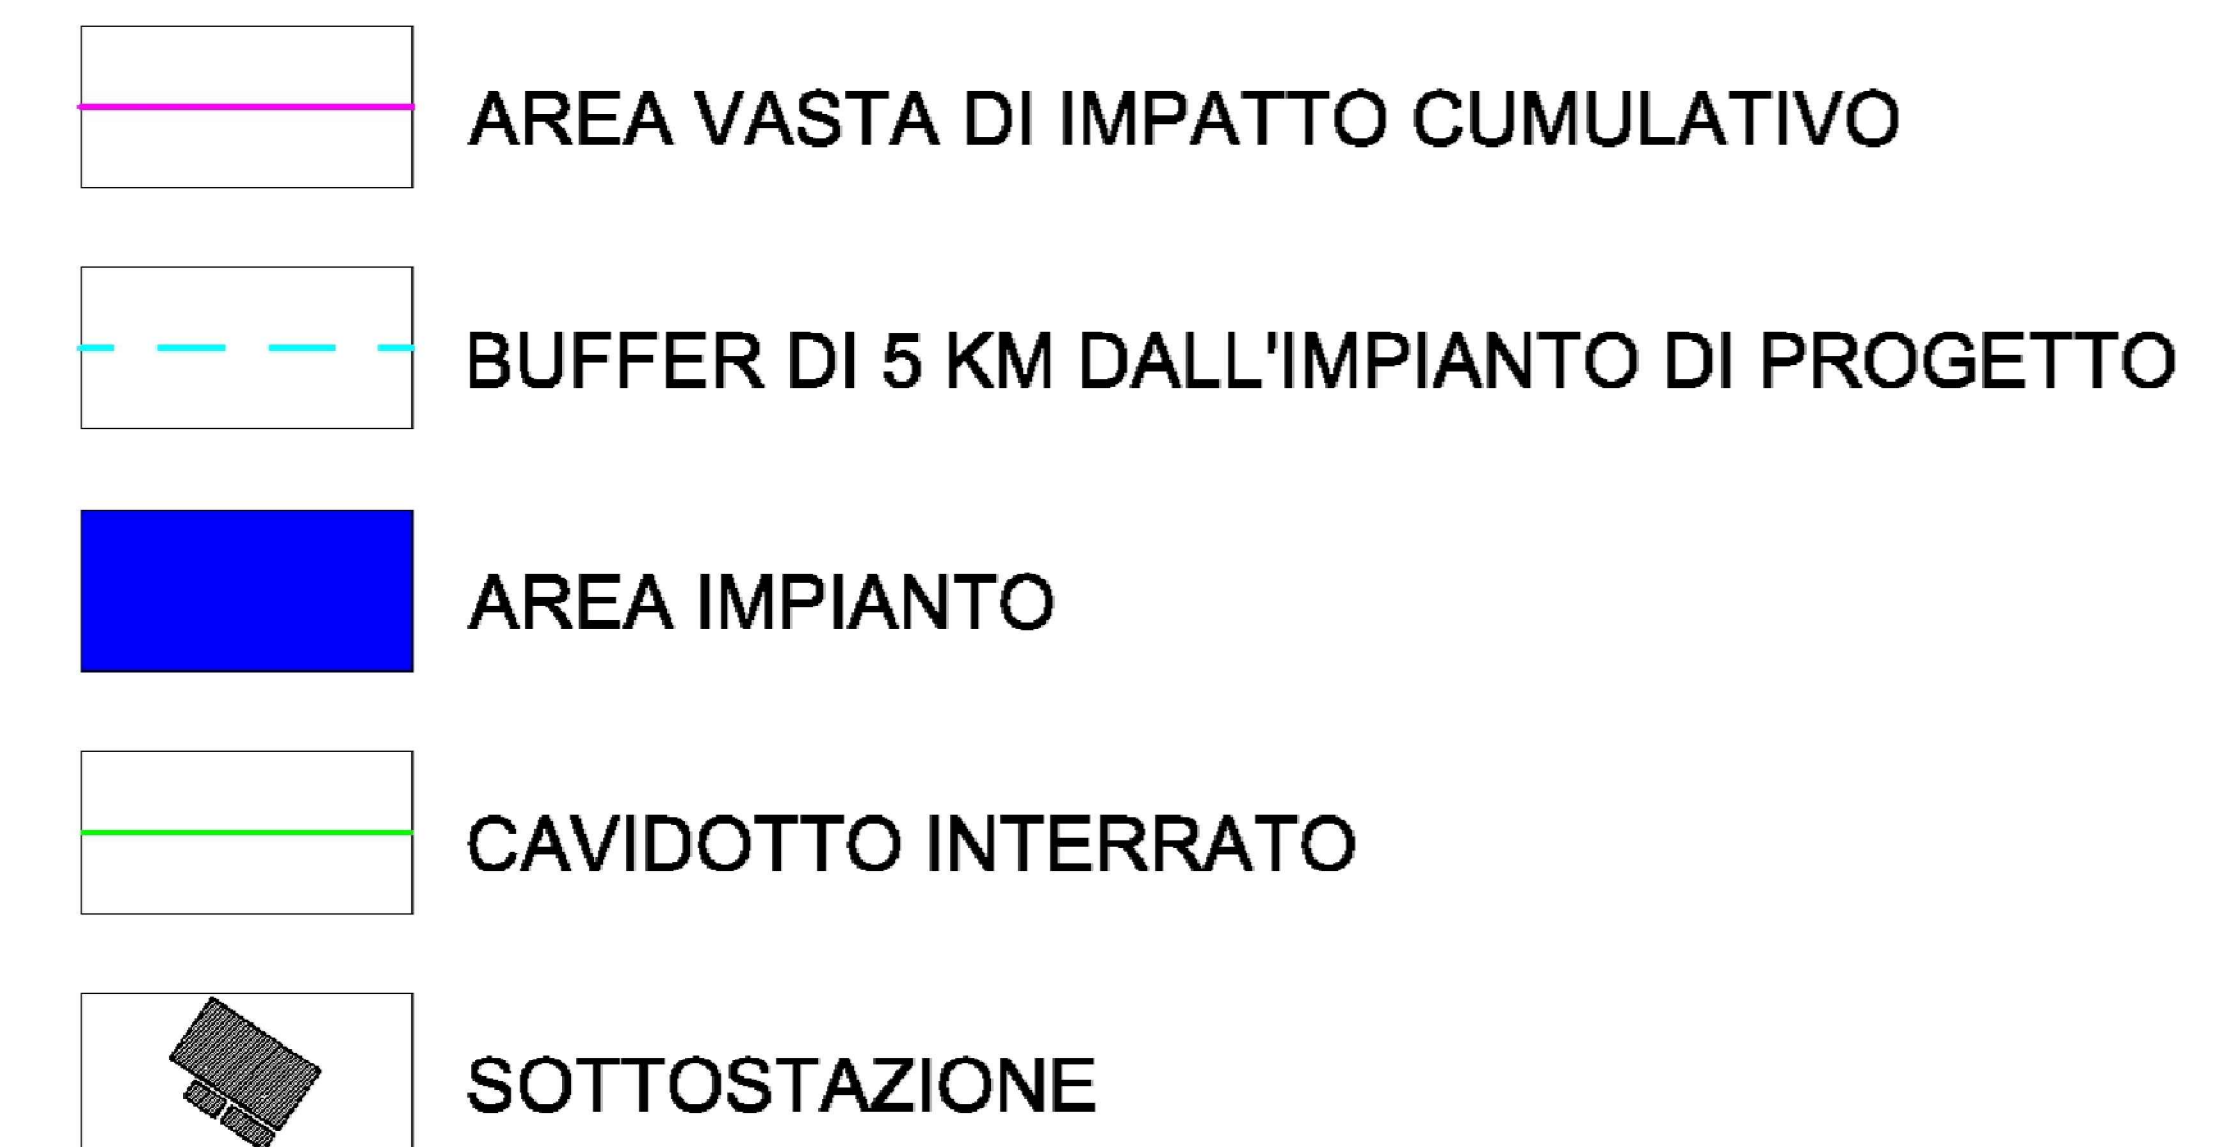 AREA VASTA DI IMPATTO CUMULATIVO
BUFFER DI 5 KM DALL'IMPIANTO DI PROGETTO
AREA IMPIANTO
CAVIDOTTO INTERRATO
SOTTOSTAZIONE